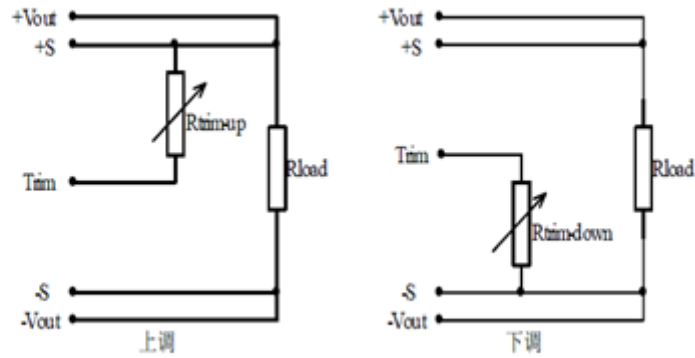 +Vout
+S
Rtrim-up
Rload
Trim
-S
-Vout
上调
+Vout
+S
Trim
Rload
Rtrim-down
-S
-Vout
下调